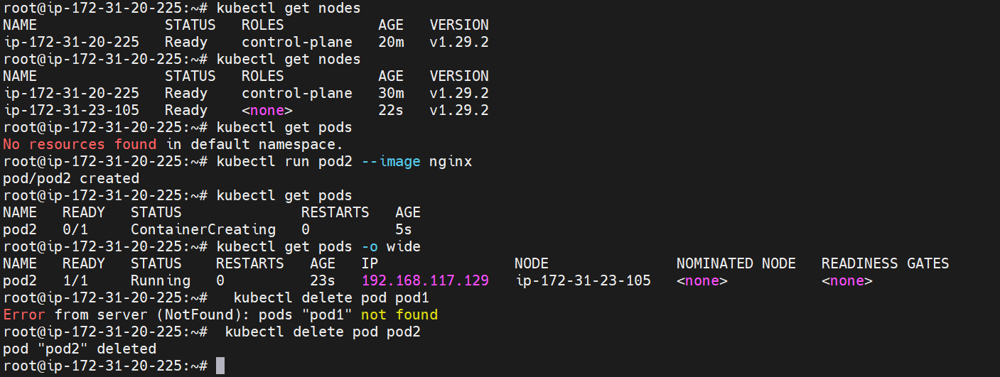 root@ip-172-31-20-225:~# kubectl get nodes
NAME               STATUS   ROLES           AGE   VERSION
ip-172-31-20-225   Ready    control-plane   20m   v1.29.2
root@ip-172-31-20-225:~# kubectl get nodes
NAME               STATUS   ROLES           AGE   VERSION
ip-172-31-20-225   Ready    control-plane   30m   v1.29.2
ip-172-31-23-105   Ready    <none>          22s   v1.29.2
root@ip-172-31-20-225:~# kubectl get pods
No resources found in default namespace.
root@ip-172-31-20-225:~# kubectl run pod2 --image nginx
pod/pod2 created
root@ip-172-31-20-225:~# kubectl get pods
NAME   READY   STATUS              RESTARTS   AGE
pod2   0/1     ContainerCreating   0          5s
root@ip-172-31-20-225:~# kubectl get pods -o wide
NAME   READY   STATUS    RESTARTS   AGE   IP                NODE               NOMINATED NODE   READINESS GATES
pod2   1/1     Running   0          23s   192.168.117.129   ip-172-31-23-105   <none>           <none>
root@ip-172-31-20-225:~#   kubectl delete pod pod1
Error from server (NotFound): pods "pod1" not found
root@ip-172-31-20-225:~#  kubectl delete pod pod2
pod "pod2" deleted
root@ip-172-31-20-225:~#